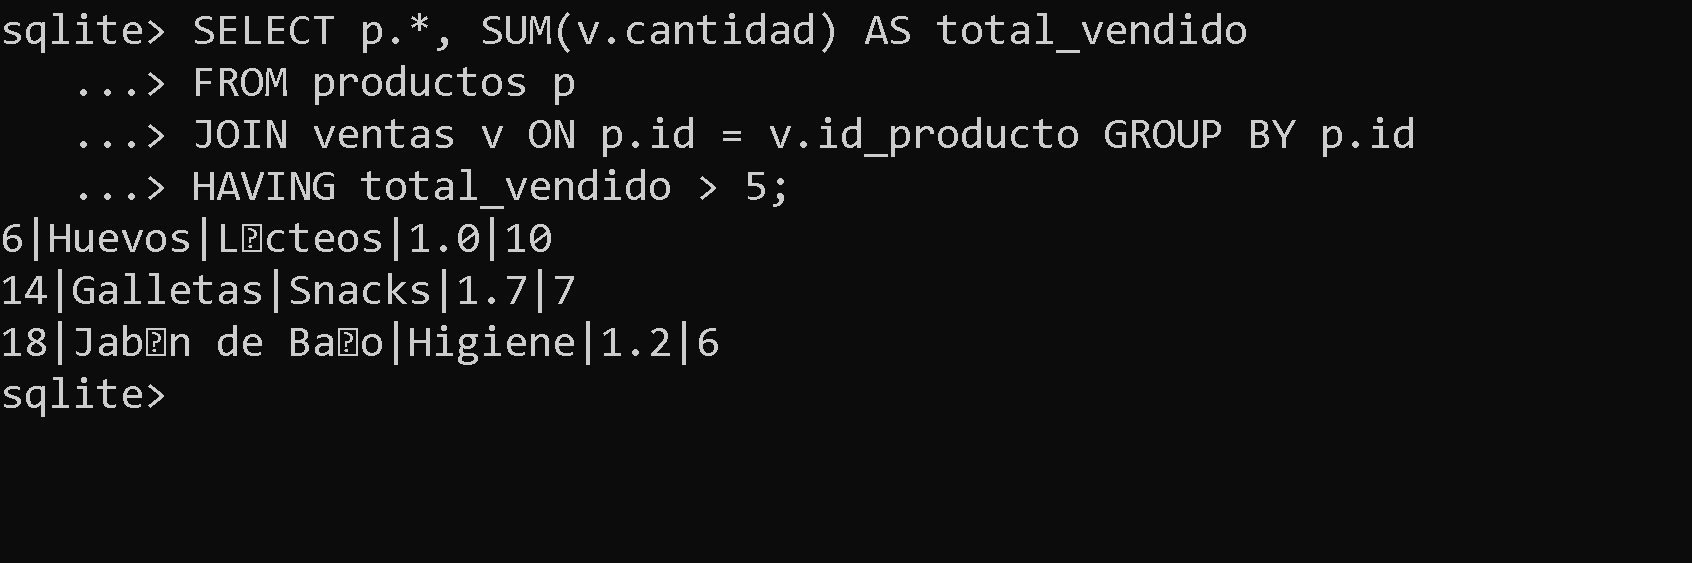 sqlite> SELECT p.*, SUM(v.cantidad) AS total_vendido
...> FROM productos p
...> JOIN ventas v ON p.id = v.id_producto GROUP BY p.id
...> HAVING total_vendido > 5;
6|Huevos|L�cteos|1.0|10
14|Galletas|Snacks|1.7|7
18|Jab�n de Ba�o|Higiene|1.2|6
sqlite>